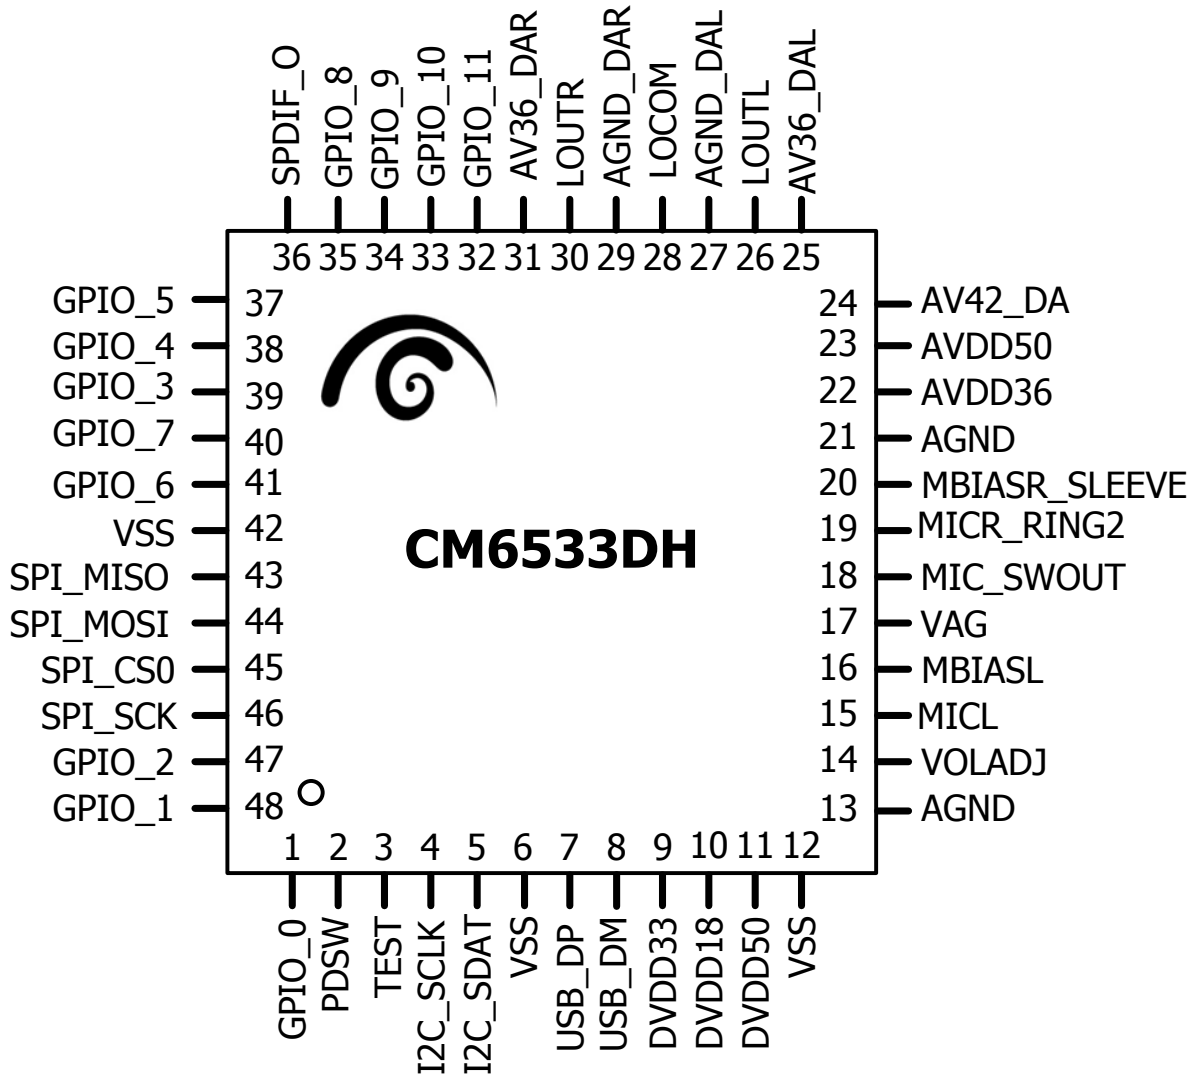 SPDIF_O
GPIO_8
GPIO_9
GPIO_10
GPIO_11
AV36_DAR
LOUTR
AGND_DAR
LOCOM
AGND_DAL
LOUTL
AV36_DAL
36 35 34 33 32 31 30 29 28 27 26 25
GPIO_5 37
GPIO_4 38
GPIO_3 39
GPIO_7 40
GPIO_6 41
VSS 42
SPI_MISO 43
SPI_MOSI 44
SPI_CS0 45
SPI_SCK 46
GPIO_2 47
GPIO_1 48
CM6533DH
24 AV42_DA
23 AVDD50
22 AVDD36
21 AGND
20 MBIASR_SLEEVE
19 MICR_RING2
18 MIC_SWOUT
17 VAG
16 MBIASL
15 MICL
14 VOLADJ
13 AGND
1 2 3 4 5 6 7 8 9 10 11 12
GPIO_0
PDSW
TEST
I2C_SCLK
I2C_SDAT
VSS
USB_DP
USB_DM
DVDD33
DVDD18
DVDD50
VSS